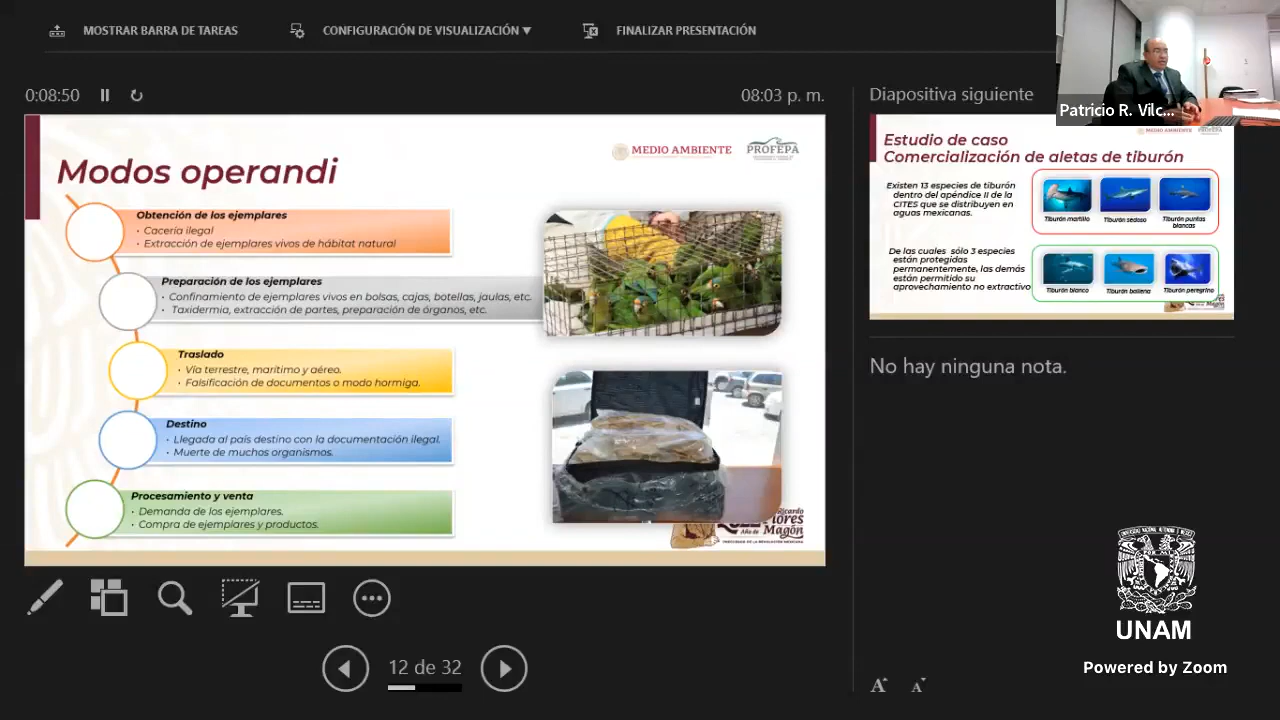 MOSTRAR BARRA DE TAREAS
CONFIGURACIÓN DE VISUALIZACIÓN ▼
FINALIZAR PRESENTACIÓN
Patricio R. Vilc...
0:08:50
08:03 p. m.
Modos operandi
MEDIO AMBIENTE
PROFEPA
Obtención de los ejemplares
• Cacería ilegal
• Extracción de ejemplares vivos de hábitat natural
Preparación de los ejemplares
• Confinamiento de ejemplares vivos en bolsas, cajas, botellas, jaulas, etc.
• Taxidermia, extracción de partes, preparación de órganos, etc.
Traslado
• Vía terrestre, marítimo y aéreo.
• Falsificación de documentos o modo hormiga.
Destino
• Llegada al país destino con la documentación ilegal.
• Muerte de muchos organismos.
Procesamiento y venta
• Demanda de los ejemplares.
• Compra de ejemplares y productos.
Ricardo
Flores
Año de
Magón
Diapositiva siguiente
MEDIO AMBIENTE
PROFEPA
Estudio de caso
Comercialización de aletas de tiburón
Existen 13 especies de tiburón
dentro del apéndice II de la
CITES que se distribuyen en
aguas mexicanas.
Tiburón martillo
Tiburón sedoso
Tiburón puntas
blancas
De las cuales sólo 3 especies
están protegidas
permanentemente, las demás
están permitido su
aprovechamiento no extractivo
Tiburón blanco
Tiburón ballena
Tiburón peregrino
No hay ninguna nota.
12 de 32
UNAM
Powered by Zoom